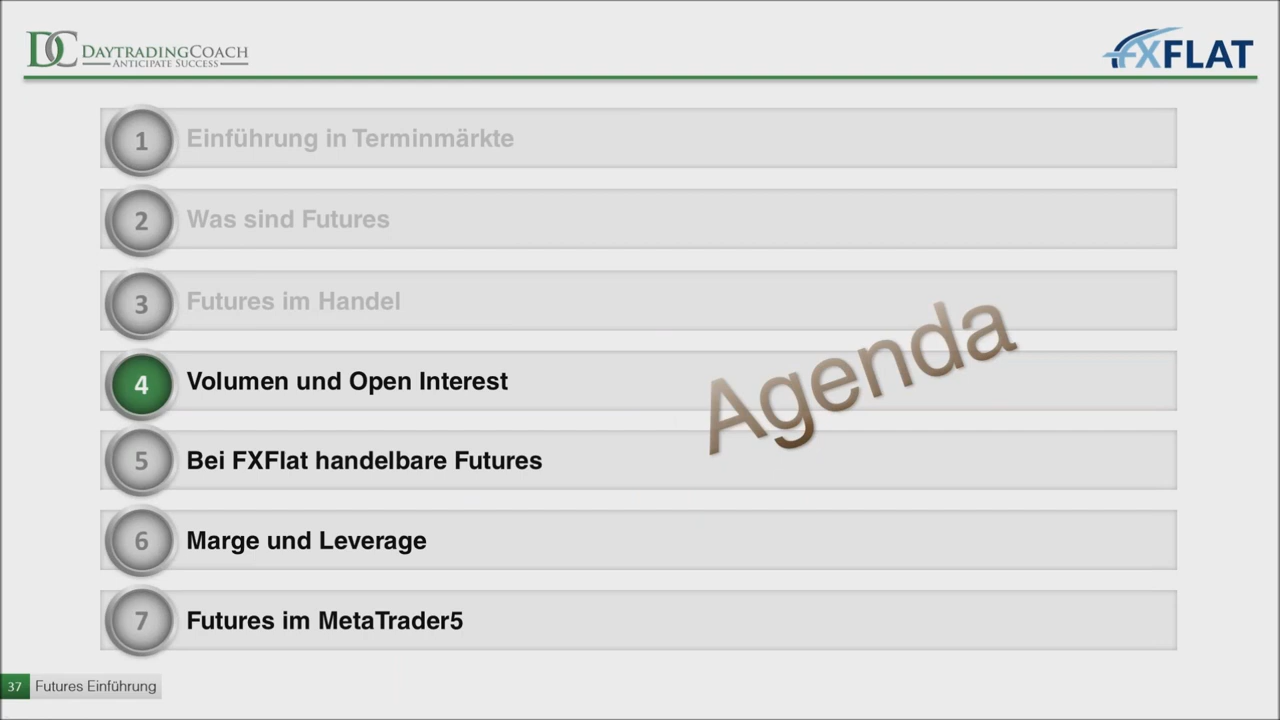 DC DAYTRADINGCOACH
ANTICIPATE SUCCESS
FXFLAT
1 Einführung in Terminmärkte
2 Was sind Futures
3 Futures im Handel
Agenda
4 Volumen und Open Interest
5 Bei FXFlat handelbare Futures
6 Marge und Leverage
7 Futures im MetaTrader5
37 Futures Einführung